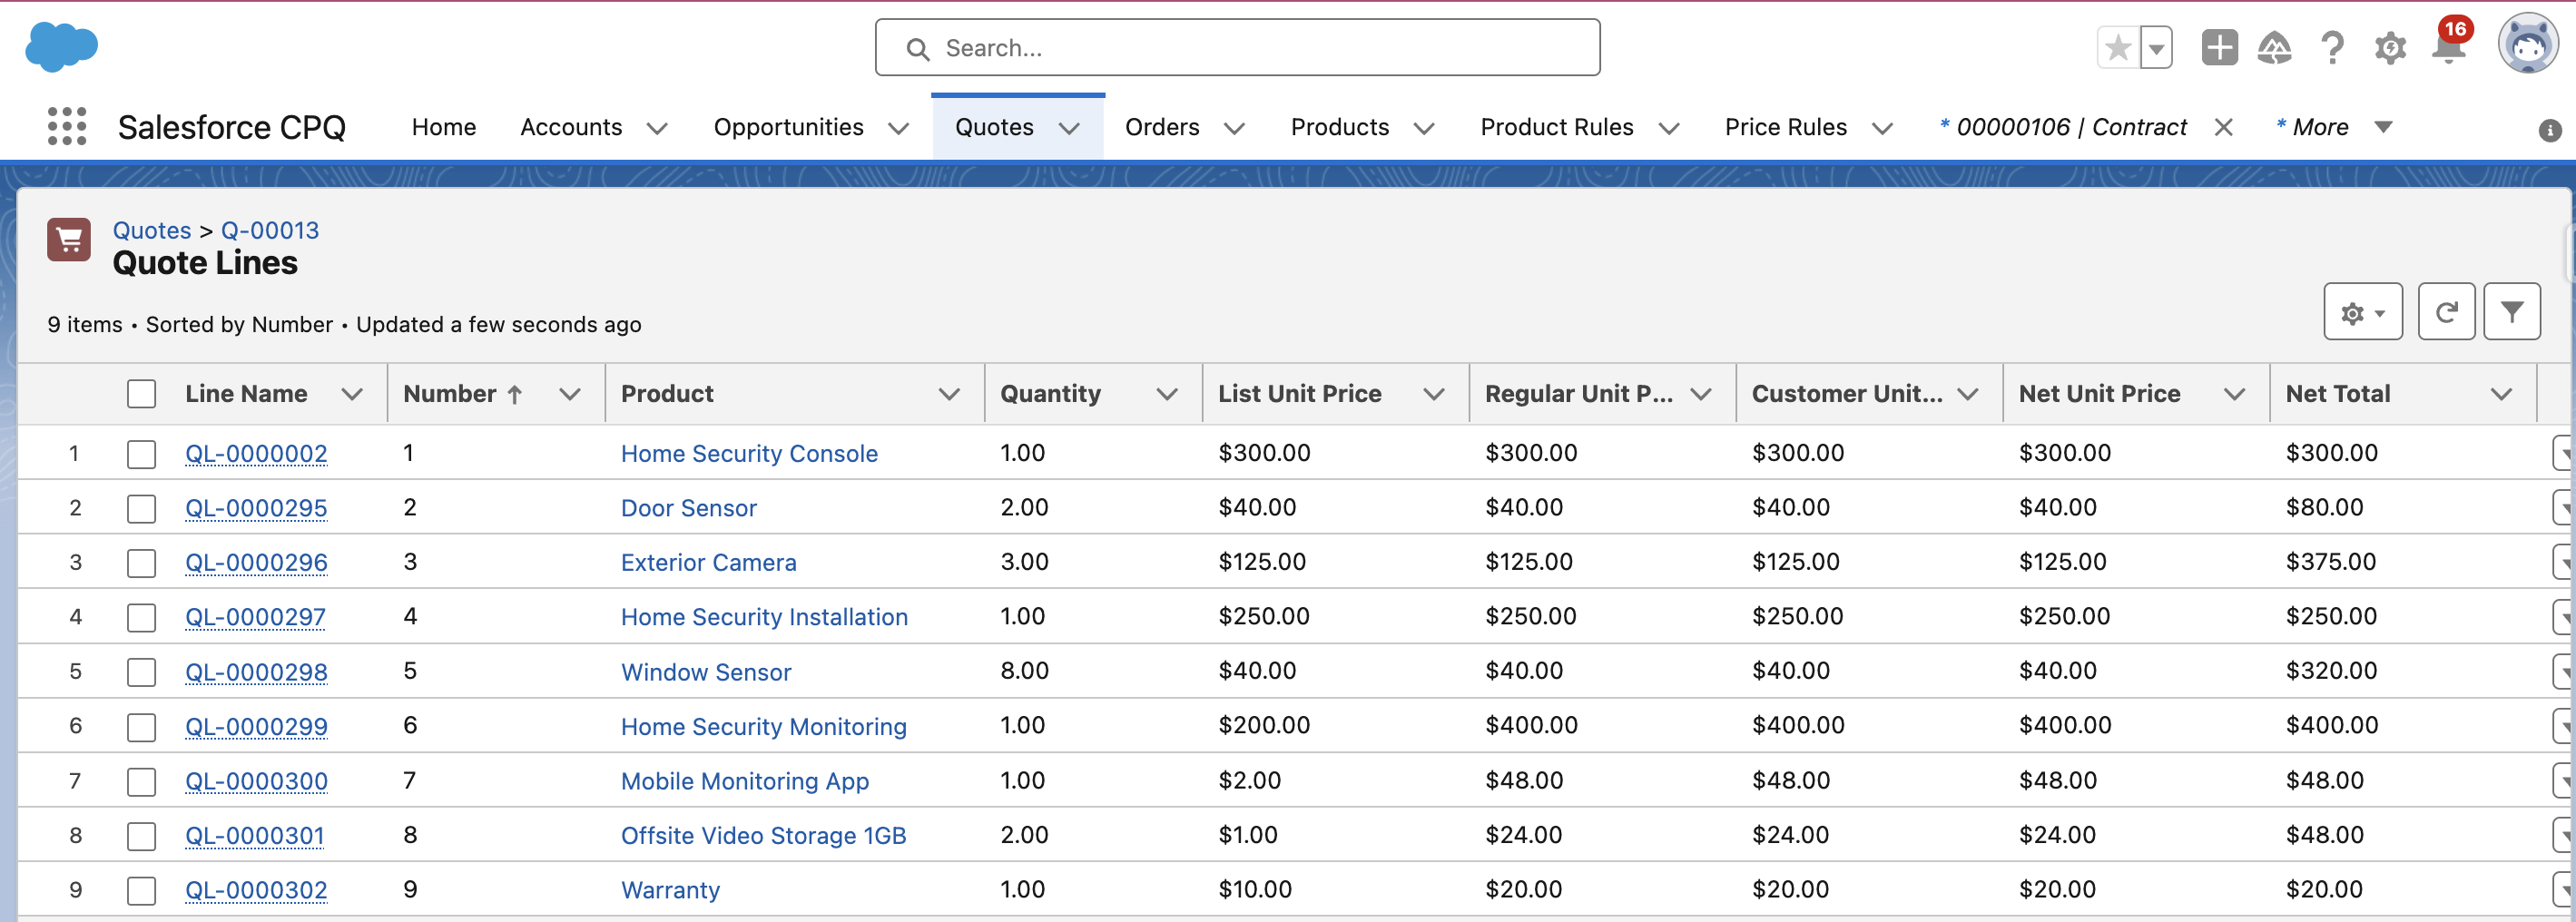 Search...
16
Salesforce CPQ Home Accounts Opportunities Quotes Orders Products Product Rules Price Rules * 00000106 | Contract * More
Quotes > Q-00013
Quote Lines
9 items • Sorted by Number • Updated a few seconds ago
Line Name Number Product Quantity List Unit Price Regular Unit P... Customer Unit... Net Unit Price Net Total
1 QL-0000002 1 Home Security Console 1.00 $300.00 $300.00 $300.00 $300.00 $300.00
2 QL-0000295 2 Door Sensor 2.00 $40.00 $40.00 $40.00 $40.00 $80.00
3 QL-0000296 3 Exterior Camera 3.00 $125.00 $125.00 $125.00 $125.00 $375.00
4 QL-0000297 4 Home Security Installation 1.00 $250.00 $250.00 $250.00 $250.00 $250.00
5 QL-0000298 5 Window Sensor 8.00 $40.00 $40.00 $40.00 $40.00 $320.00
6 QL-0000299 6 Home Security Monitoring 1.00 $200.00 $400.00 $400.00 $400.00 $400.00
7 QL-0000300 7 Mobile Monitoring App 1.00 $2.00 $48.00 $48.00 $48.00 $48.00
8 QL-0000301 8 Offsite Video Storage 1GB 2.00 $1.00 $24.00 $24.00 $24.00 $48.00
9 QL-0000302 9 Warranty 1.00 $10.00 $20.00 $20.00 $20.00 $20.00